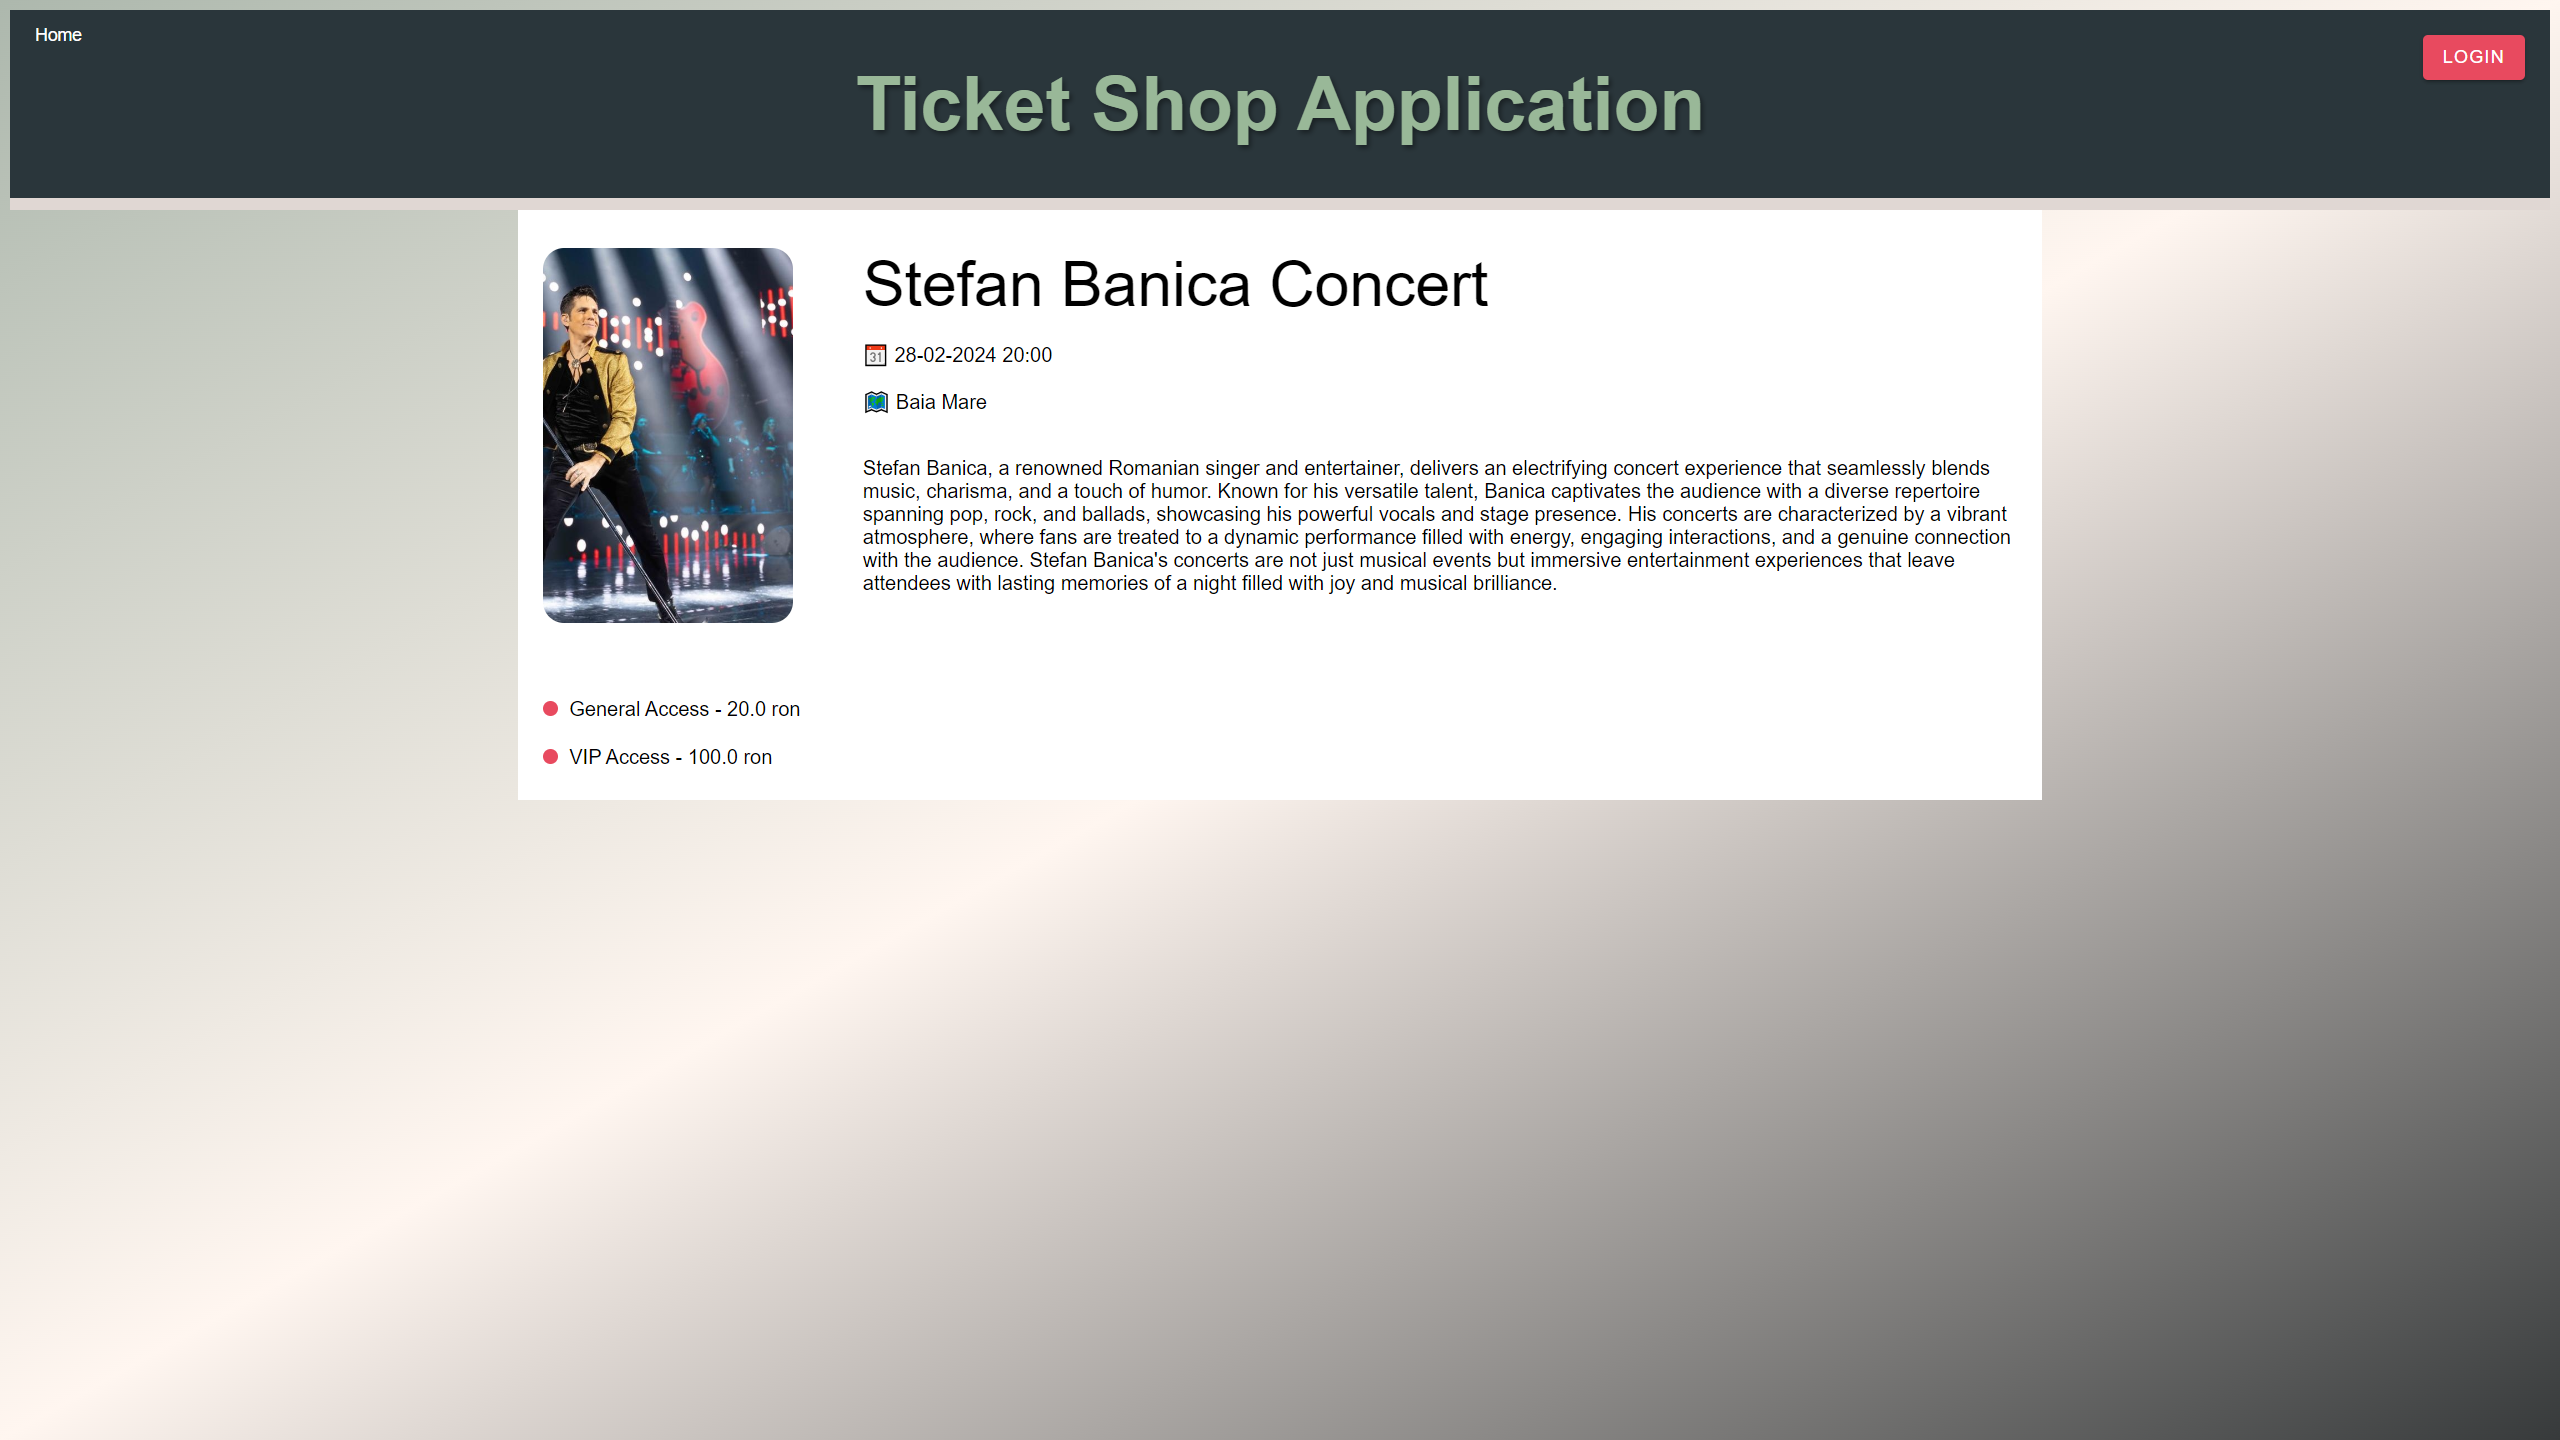 Home
LOGIN
Ticket Shop Application
Stefan Banica Concert
31 28-02-2024 20:00
Baia Mare
Stefan Banica, a renowned Romanian singer and entertainer, delivers an electrifying concert experience that seamlessly blends
music, charisma, and a touch of humor. Known for his versatile talent, Banica captivates the audience with a diverse repertoire
spanning pop, rock, and ballads, showcasing his powerful vocals and stage presence. His concerts are characterized by a vibrant
atmosphere, where fans are treated to a dynamic performance filled with energy, engaging interactions, and a genuine connection
with the audience. Stefan Banica's concerts are not just musical events but immersive entertainment experiences that leave
attendees with lasting memories of a night filled with joy and musical brilliance.
General Access - 20.0 ron
VIP Access - 100.0 ron